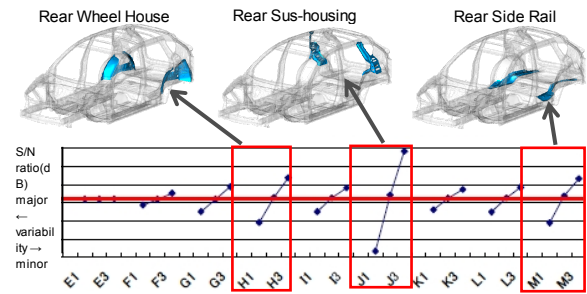 Rear Wheel House Rear Sus-housing Rear Side Rail
S/N
ratio(d
B)
major
←
variabil
ity→
minor
E1 E3 F1 F3 G1 G3 H1 H3 I1 I3 J1 J3 K1 K3 L1 L3 M1 M3